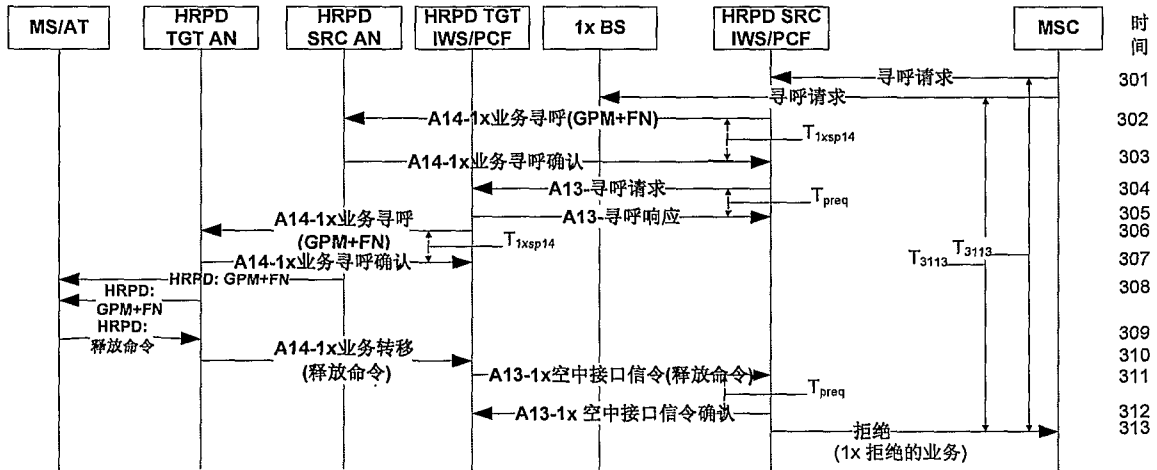 MS/AT
HRPD
TGT AN
HRPD
SRC AN
HRPD TGT
IWS/PCF
1x BS
HRPD SRC
IWS/PCF
MSC
时
间
寻呼请求
301
寻呼请求
A14-1x业务寻呼(GPM+FN)
302
T1xsp14
A14-1x业务寻呼确认
303
A13-寻呼请求
304
Tpreq
A13-寻呼响应
305
A14-1x业务寻呼
(GPM+FN)
306
T1xsp14
T3113
T3113
A14-1x业务寻呼确认
307
HRPD: GPM+FN
HRPD:
GPM+FN
308
HRPD:
释放命令
309
A14-1x业务转移
(释放命令)
310
A13-1x空中接口信令(释放命令)
311
Tpreq
A13-1x 空中接口信令确认
312
拒绝
(1x 拒绝的业务)
313